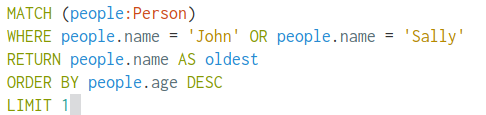 MATCH (people:Person)
WHERE people.name = 'John' OR people.name = 'Sally'
RETURN people.name AS oldest
ORDER BY people.age DESC
LIMIT 1